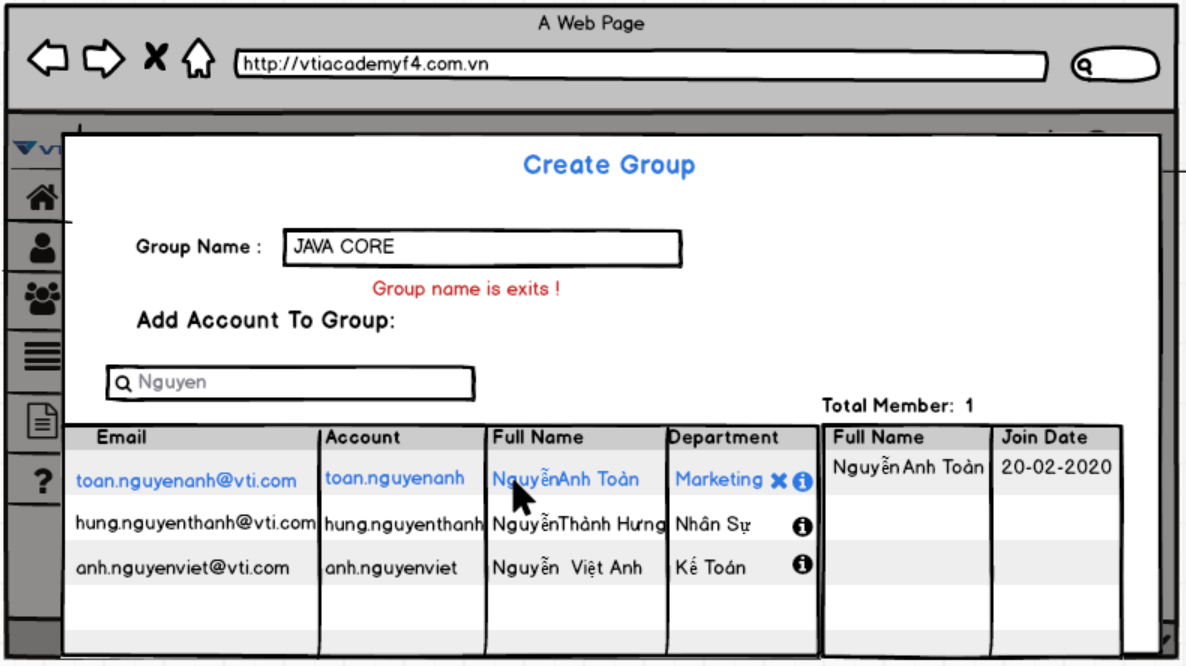 A Web Page
http://vtiacademyf4.com.vn
Create Group
Group Name : JAVA CORE
Group name is exits !
Add Account To Group:
Nguyen
Total Member: 1
Email Account Full Name Department Full Name Join Date
toan.nguyenanh@vti.com toan.nguyenanh NguyễnAnh Toàn Marketing NguyễnAnh Toàn 20-02-2020
hung.nguyenthanh@vti.com hung.nguyenthanh NguyễnThành Hưng Nhân Sự
anh.nguyenviet@vti.com anh.nguyenviet Nguyễn Việt Anh Kế Toán
?